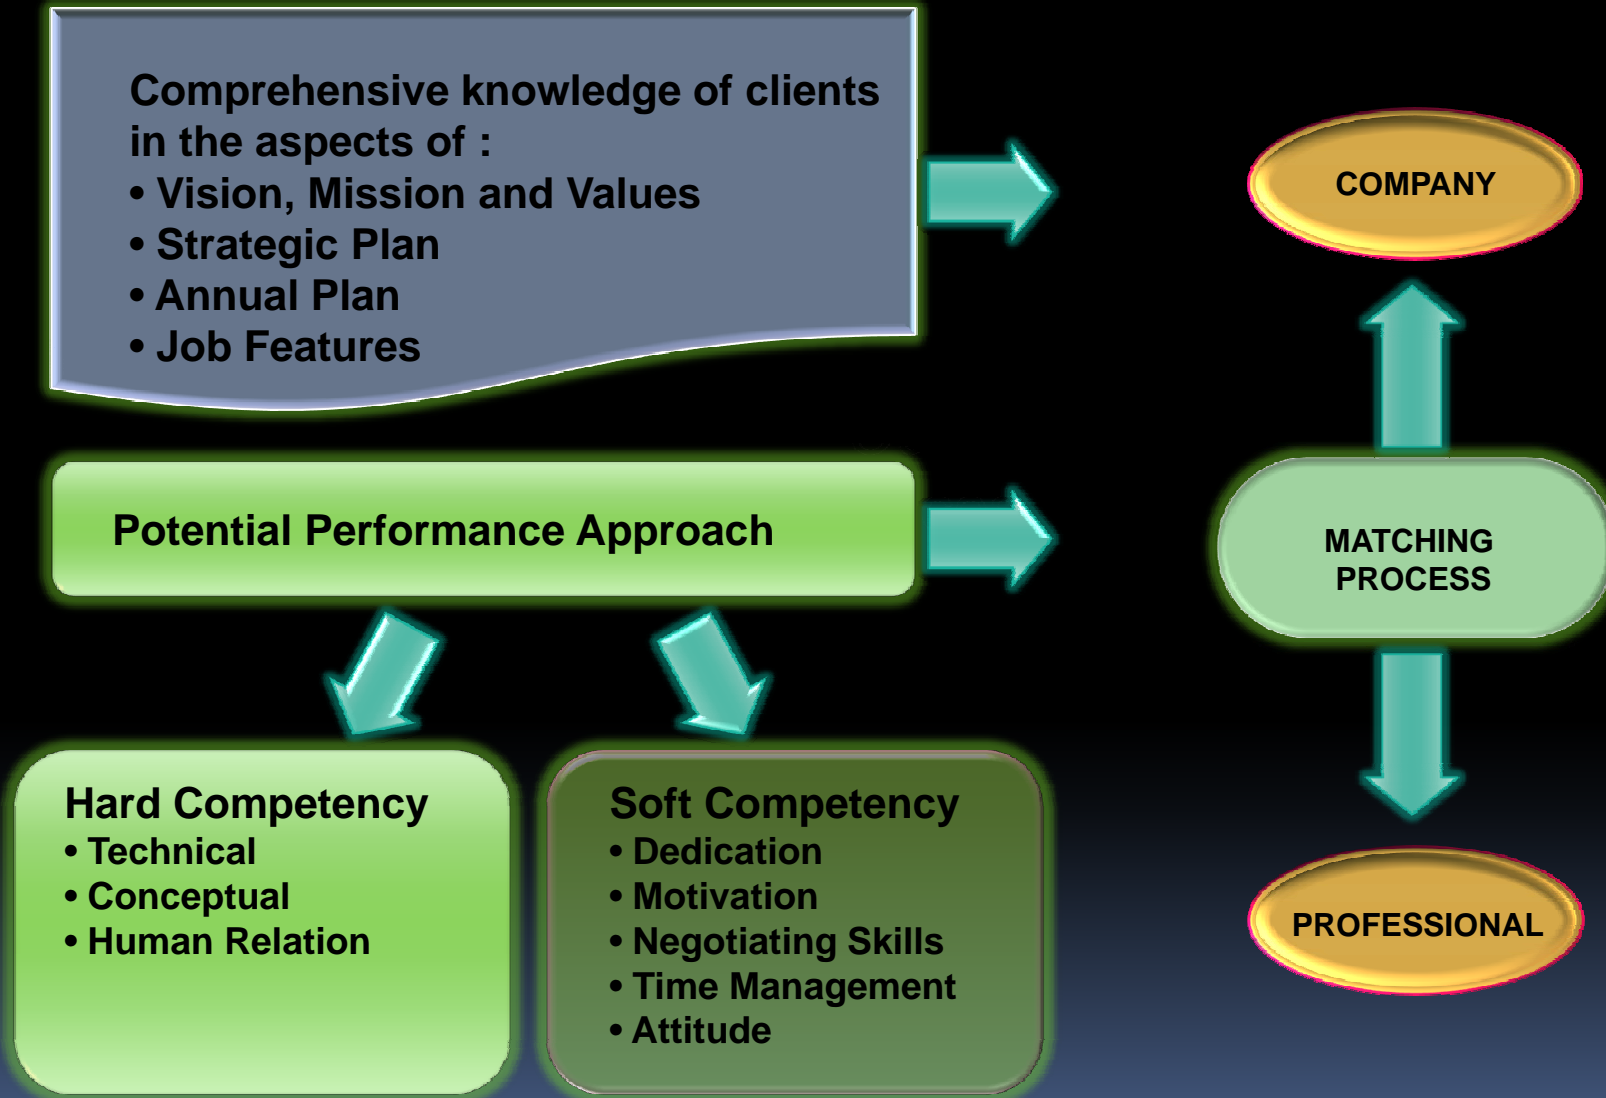 Comprehensive knowledge of clients
in the aspects of :
• Vision, Mission and Values
• Strategic Plan
• Annual Plan
• Job Features
COMPANY
Potential Performance Approach
MATCHING
PROCESS
Hard Competency
• Technical
• Conceptual
• Human Relation
Soft Competency
• Dedication
• Motivation
• Negotiating Skills
• Time Management
• Attitude
PROFESSIONAL